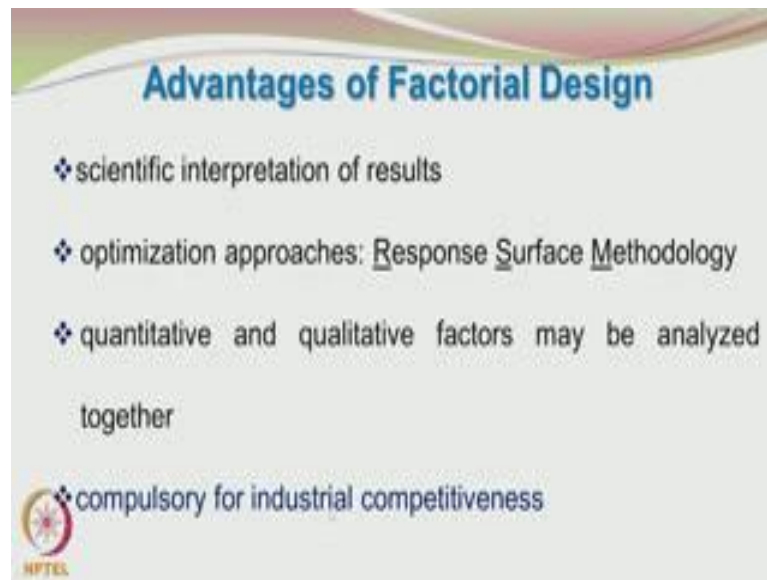 Advantages of Factorial Design
❖scientific interpretation of results
❖ optimization approaches: Response Surface Methodology
❖ quantitative and qualitative factors may be analyzed
together
❖compulsory for industrial competitiveness
NPTEL